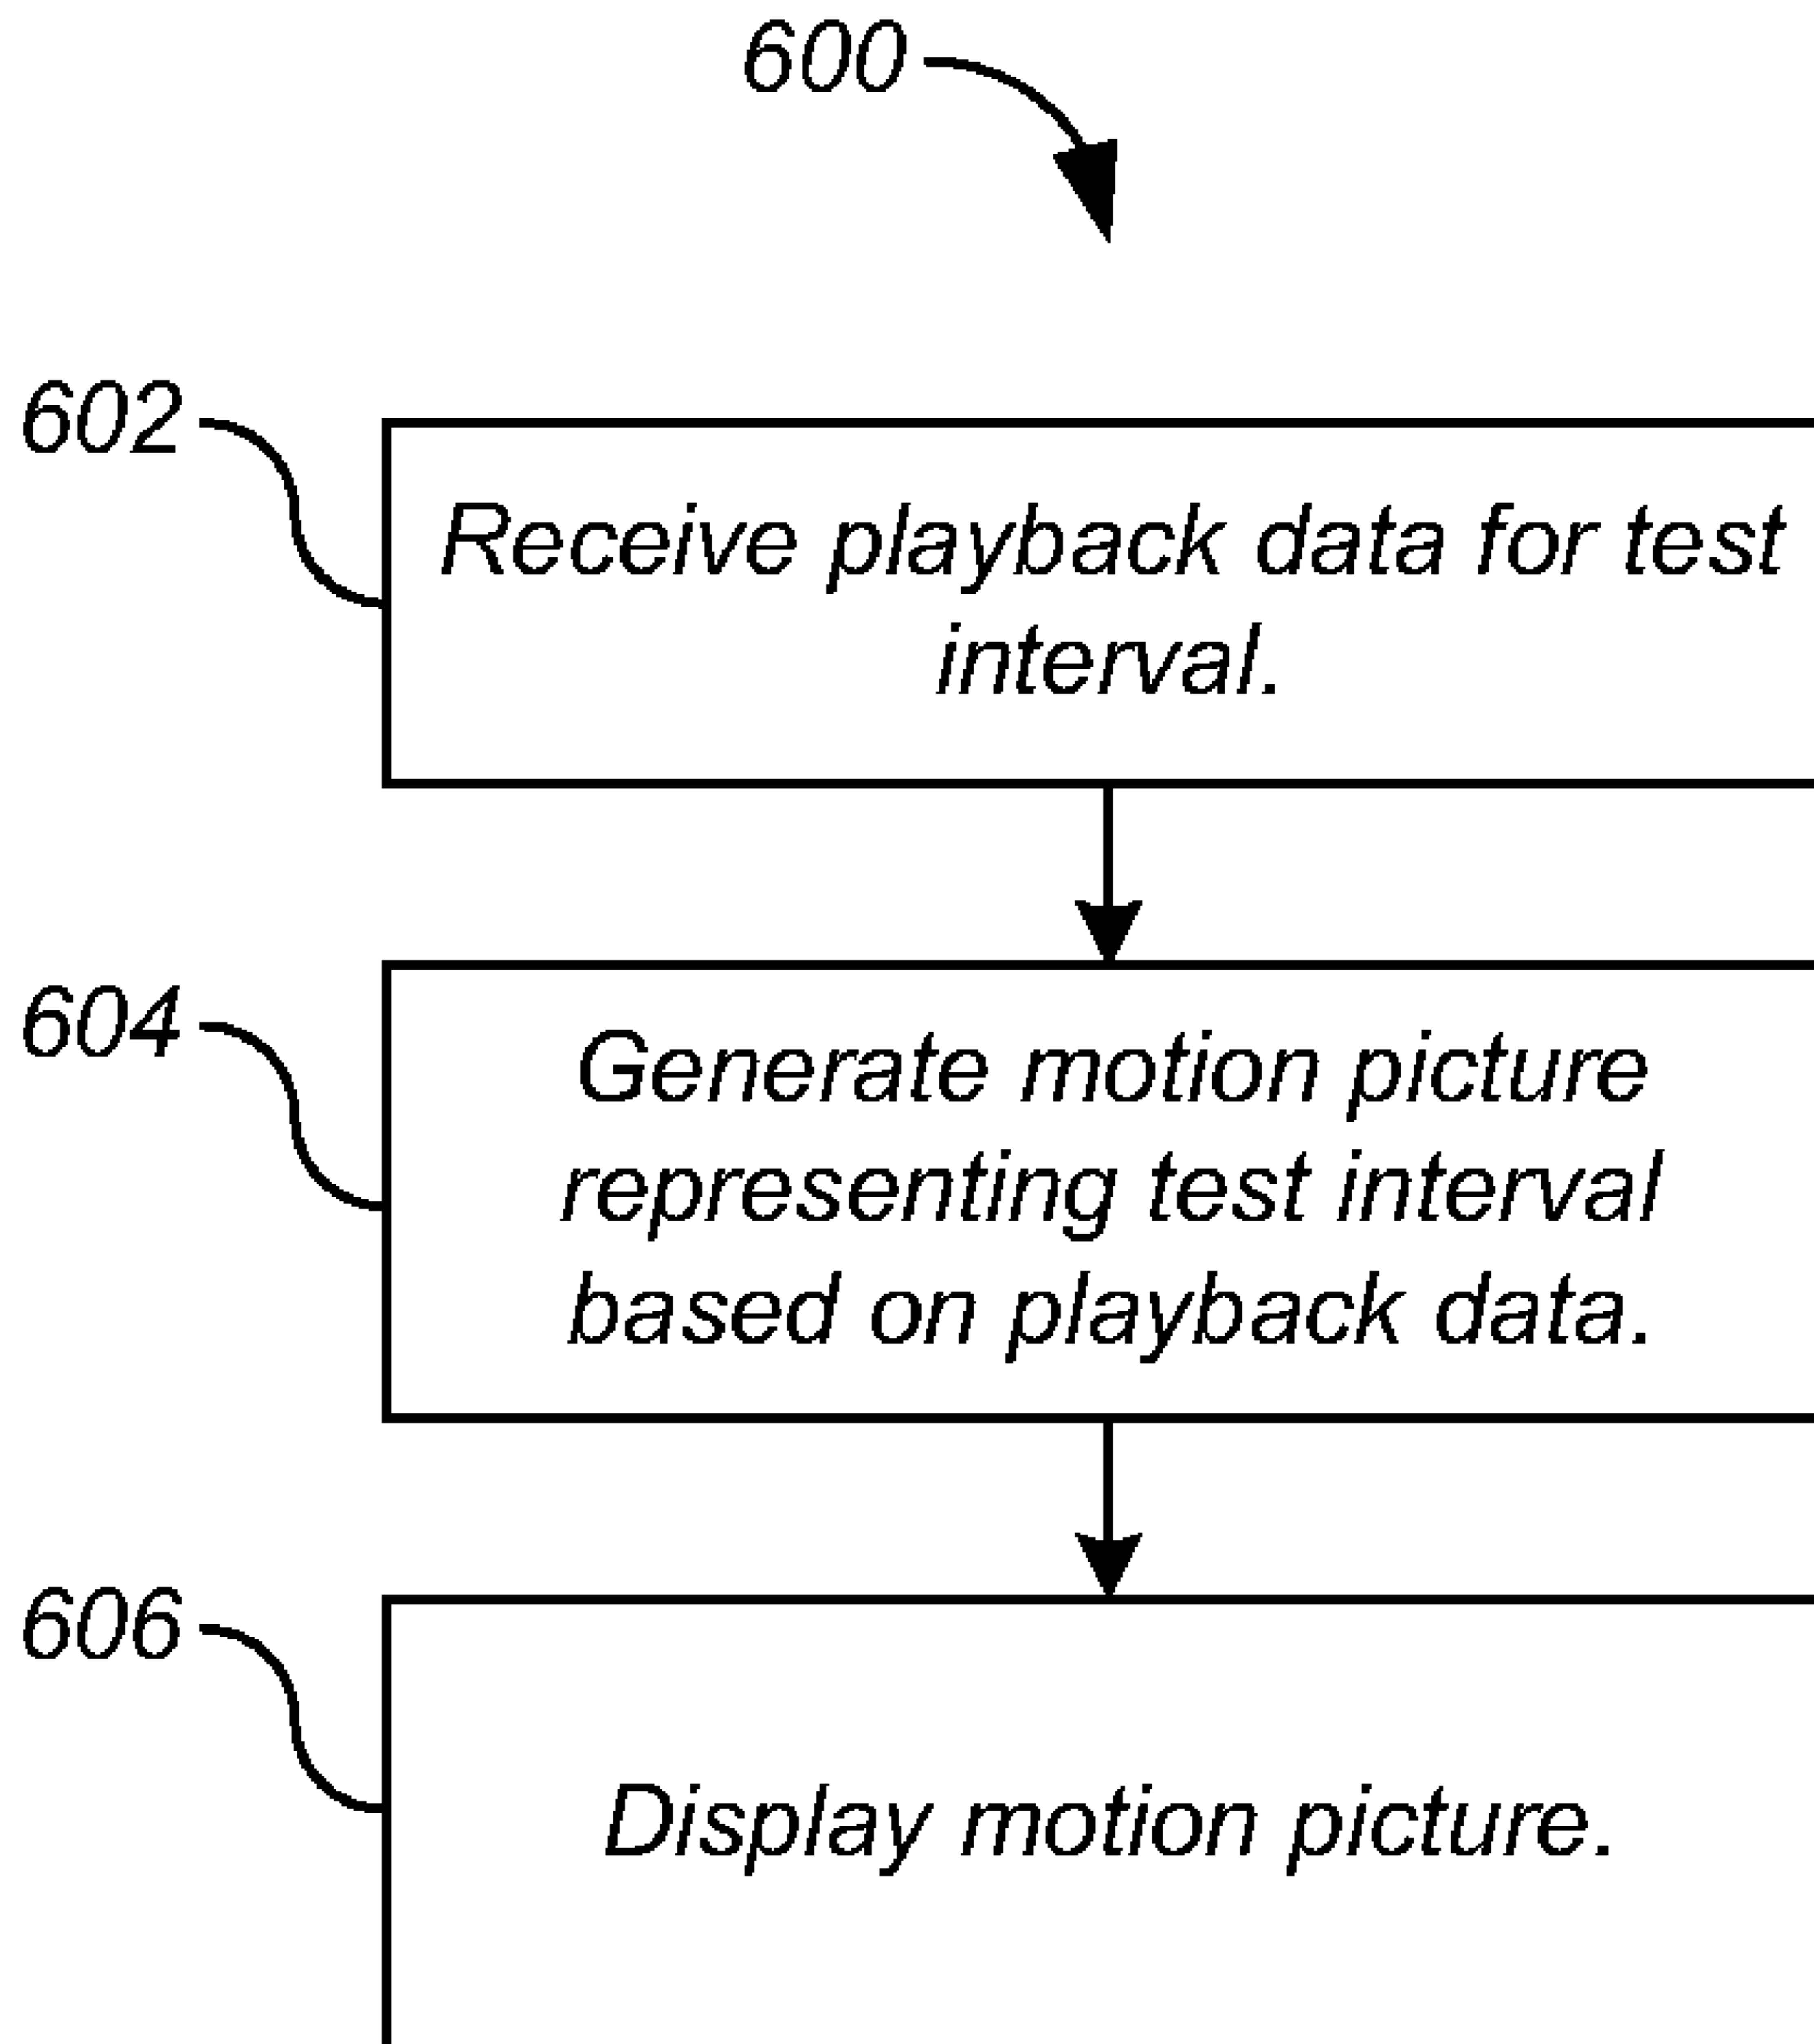 600
602
Receive playback data for test
interval.
604
Generate motion picture
representing test interval
based on playback data.
606
Display motion picture.